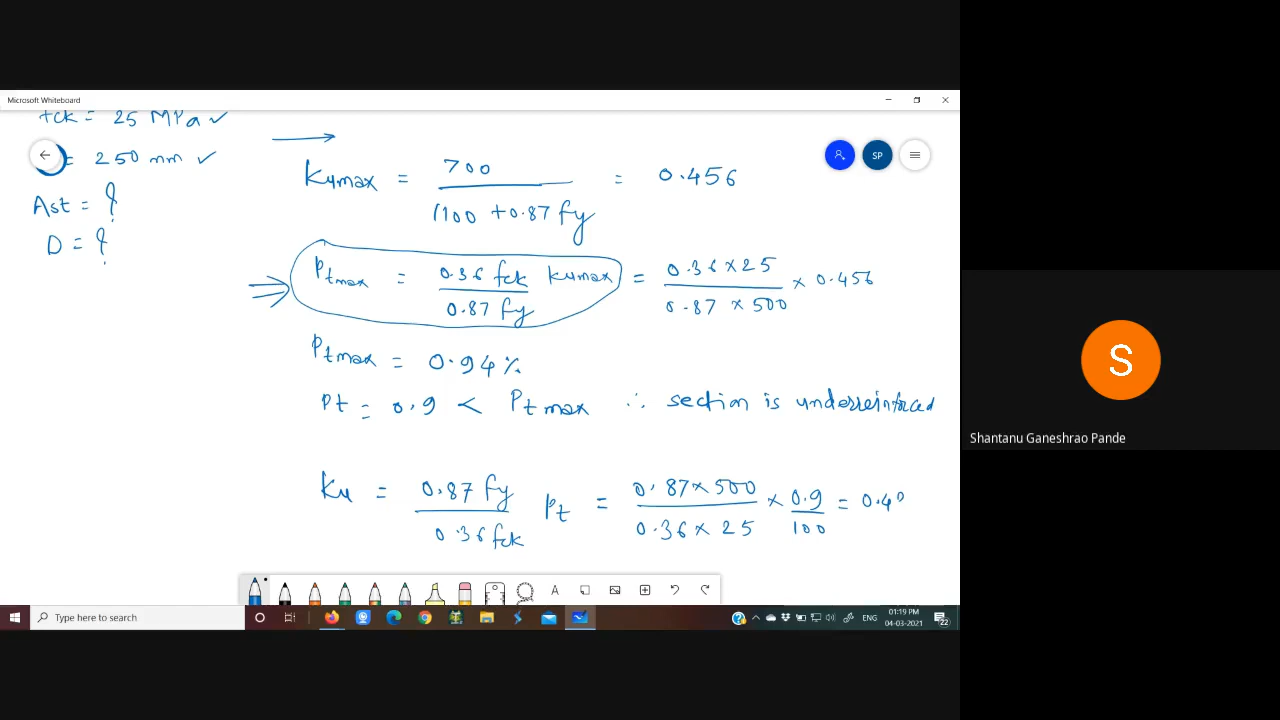 Microsoft Whiteboard
fck = 25 MPa ✓
= 250 mm ✓
Ast = ?
D = ?
SP
Kumax = 700 / 1100 + 0.87 fy = 0.456
Ptmax = 0.36 fck / 0.87 fy Kumax = 0.36 × 25 / 0.87 × 500 × 0.456
Ptmax = 0.94 %
Pt = 0.9 < Ptmax ∴ section is underreinforced
Ku = 0.87 fy / 0.36 fck Pt = 0.87 × 500 / 0.36 × 25 × 0.9 / 100 = 0.4
S
Shantanu Ganeshrao Pande
Type here to search
ENG
01:19 PM
04-03-2021
22